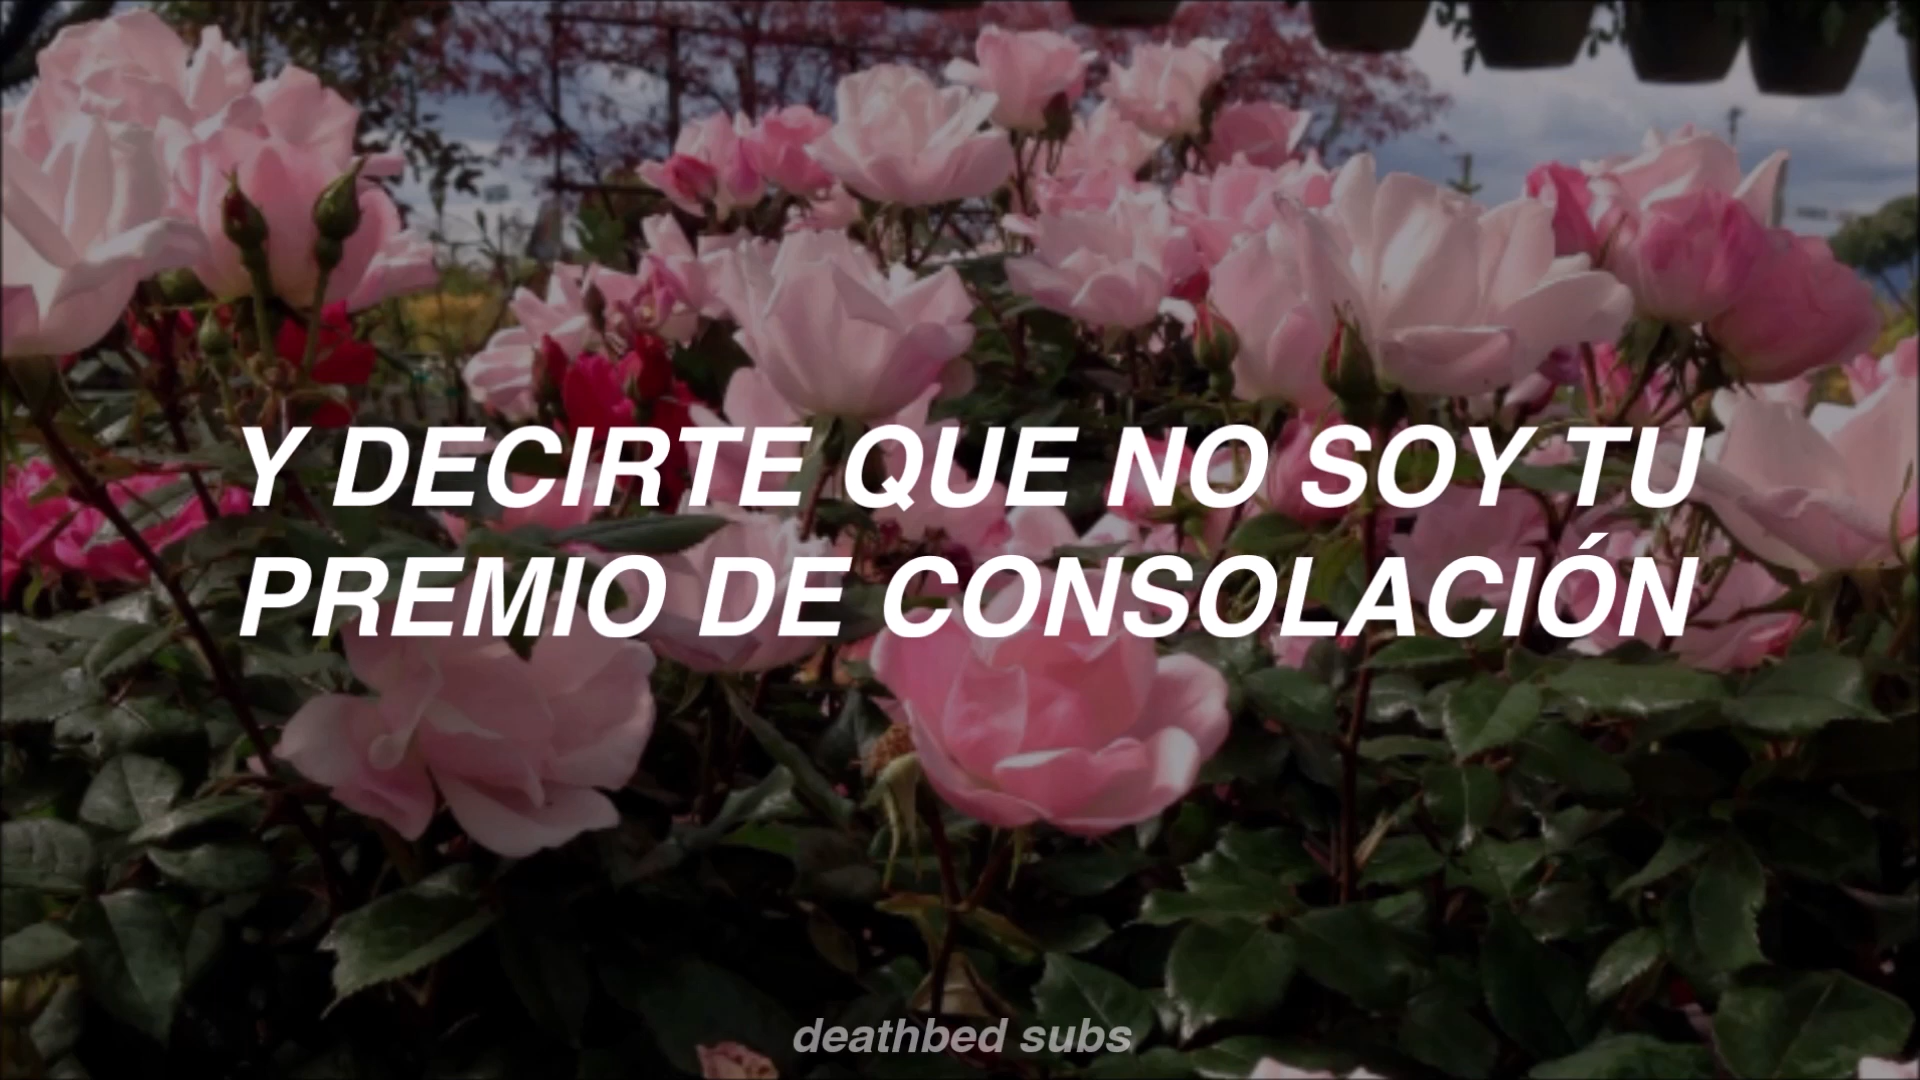 Y DECIRTE QUE NO SOY TU
PREMIO DE CONSOLACIÓN
deathbed subs